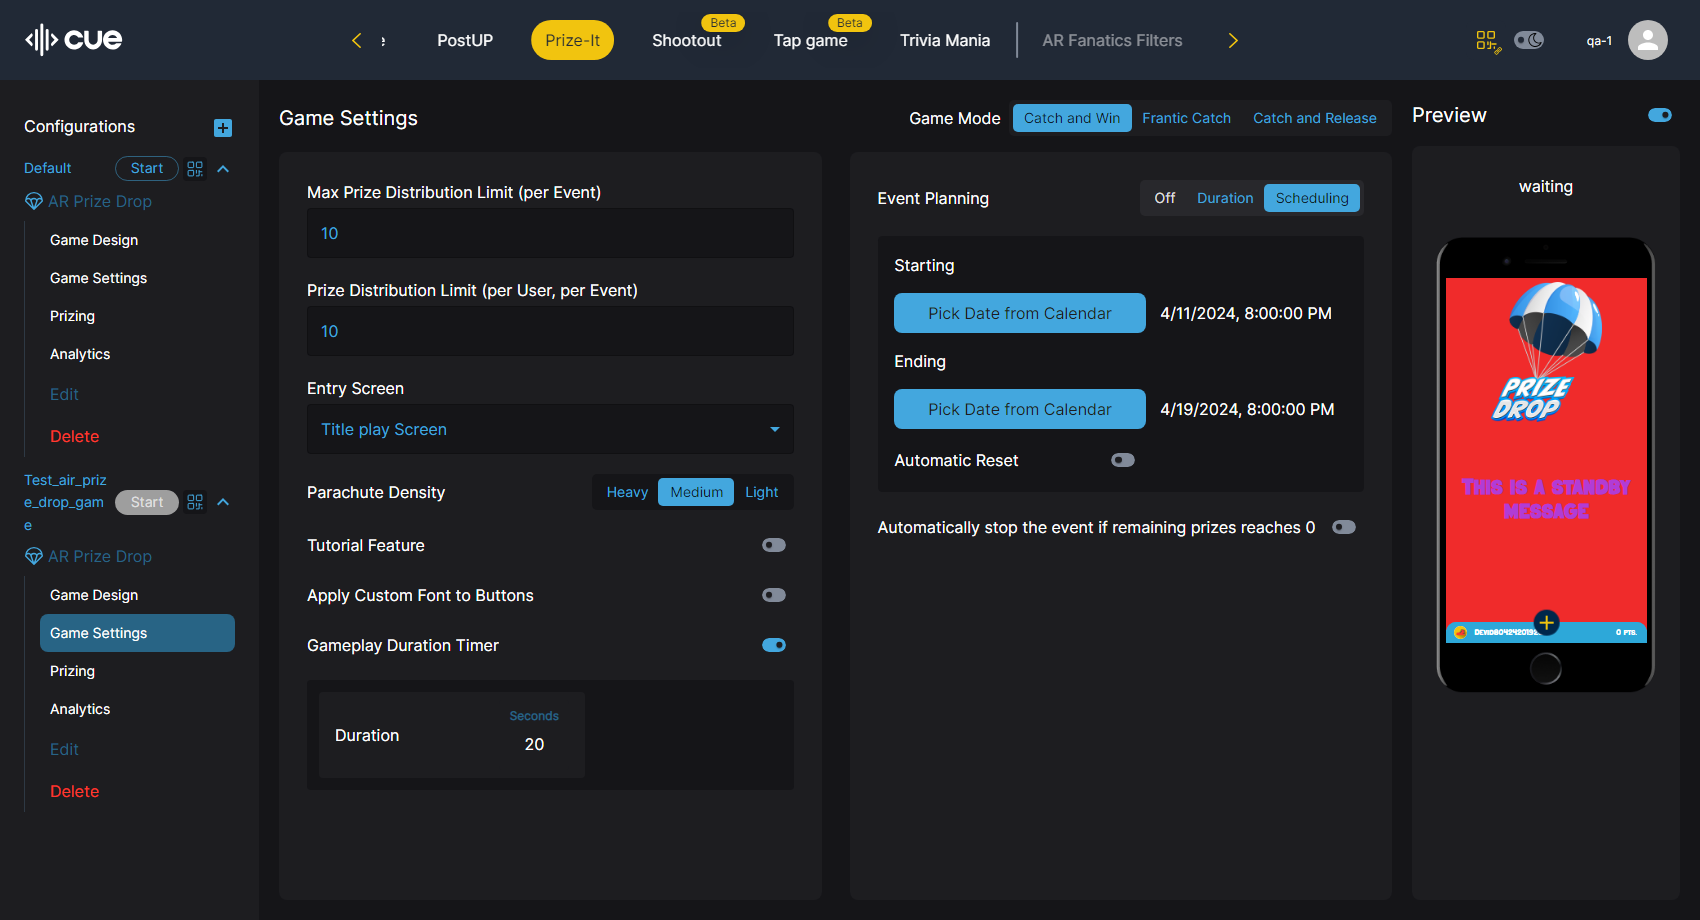 cue
PostUP
Prize-It
Beta
Shootout
Beta
Tap game
Trivia Mania
AR Fanatics Filters
qa-1
Configurations
Default
Start
AR Prize Drop
Game Design
Game Settings
Prizing
Analytics
Edit
Delete
Test_air_priz
e_drop_gam
e
Start
AR Prize Drop
Game Design
Game Settings
Prizing
Analytics
Edit
Delete
Game Settings
Game Mode
Catch and Win
Frantic Catch
Catch and Release
Max Prize Distribution Limit (per Event)
10
Prize Distribution Limit (per User, per Event)
10
Entry Screen
Title play Screen
Parachute Density
Heavy
Medium
Light
Tutorial Feature
Apply Custom Font to Buttons
Gameplay Duration Timer
Duration
Seconds
20
Event Planning
Off
Duration
Scheduling
Starting
Pick Date from Calendar
4/11/2024, 8:00:00 PM
Ending
Pick Date from Calendar
4/19/2024, 8:00:00 PM
Automatic Reset
Automatically stop the event if remaining prizes reaches 0
Preview
waiting
PRIZE
DROP
THIS IS A STANDBY
MESSAGE
0 PTS.